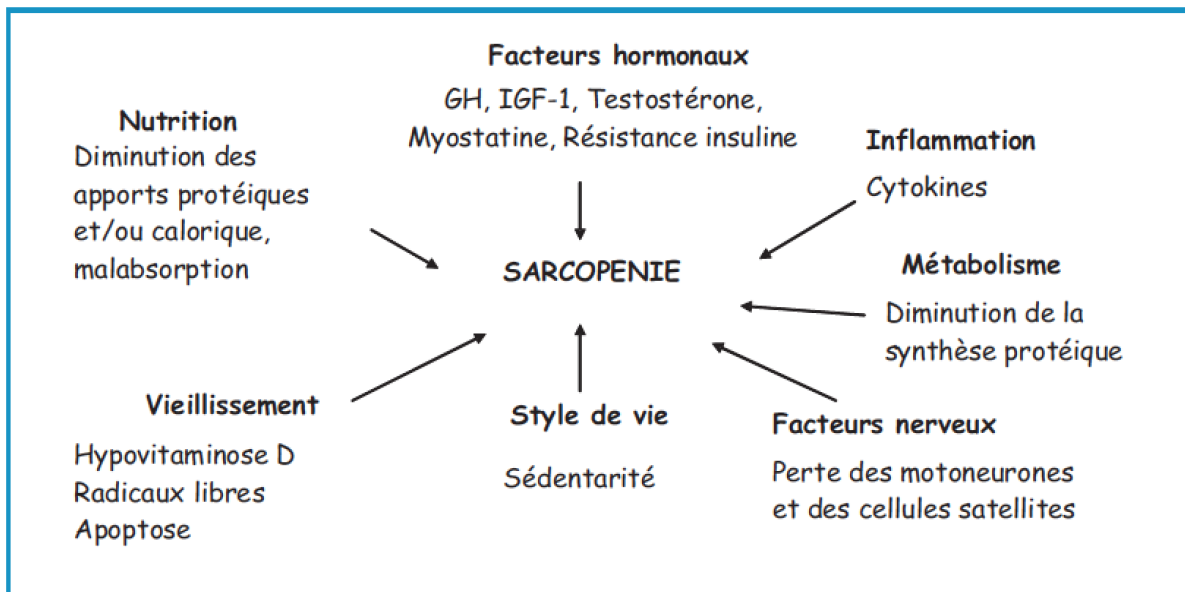 Facteurs hormonaux
GH, IGF-1, Testostérone,
Myostatine, Résistance insuline
Nutrition
Diminution des
apports protéiques
et/ou calorique,
malabsorption
Inflammation
Cytokines
SARCOPENIE
Métabolisme
Diminution de la
synthèse protéique
Vieillissement
Hypovitaminose D
Radicaux libres
Apoptose
Style de vie
Sédentarité
Facteurs nerveux
Perte des motoneurones
et des cellules satellites